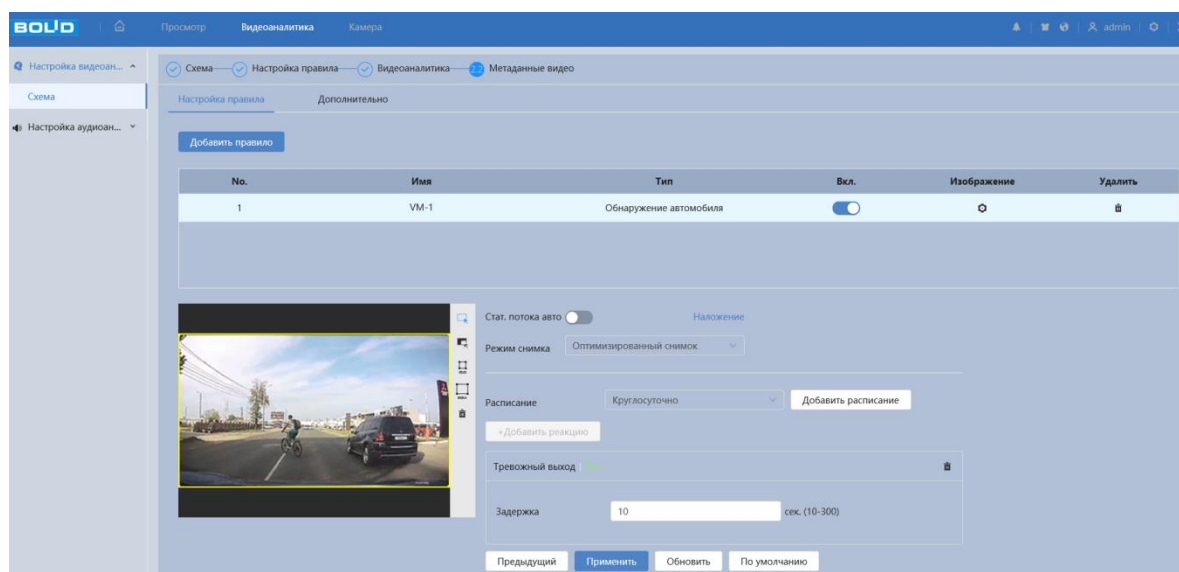 BOLID Просмотр Видеоаналитика Камера admin
Настройка видеоан... Схема Настройка правила Видеоаналитика 2.2 Метаданные видео
Схема Настройка правила Дополнительно
Настройка аудиоан...
Добавить правило
No. Имя Тип Вкл. Изображение Удалить
1 VM-1 Обнаружение автомобиля
Стат. потока авто Наложение
Режим снимка Оптимизированный снимок
Расписание Круглосуточно Добавить расписание
+Добавить реакцию
Тревожный выход
Задержка 10 сек. (10-300)
Предыдущий Применить Обновить По умолчанию